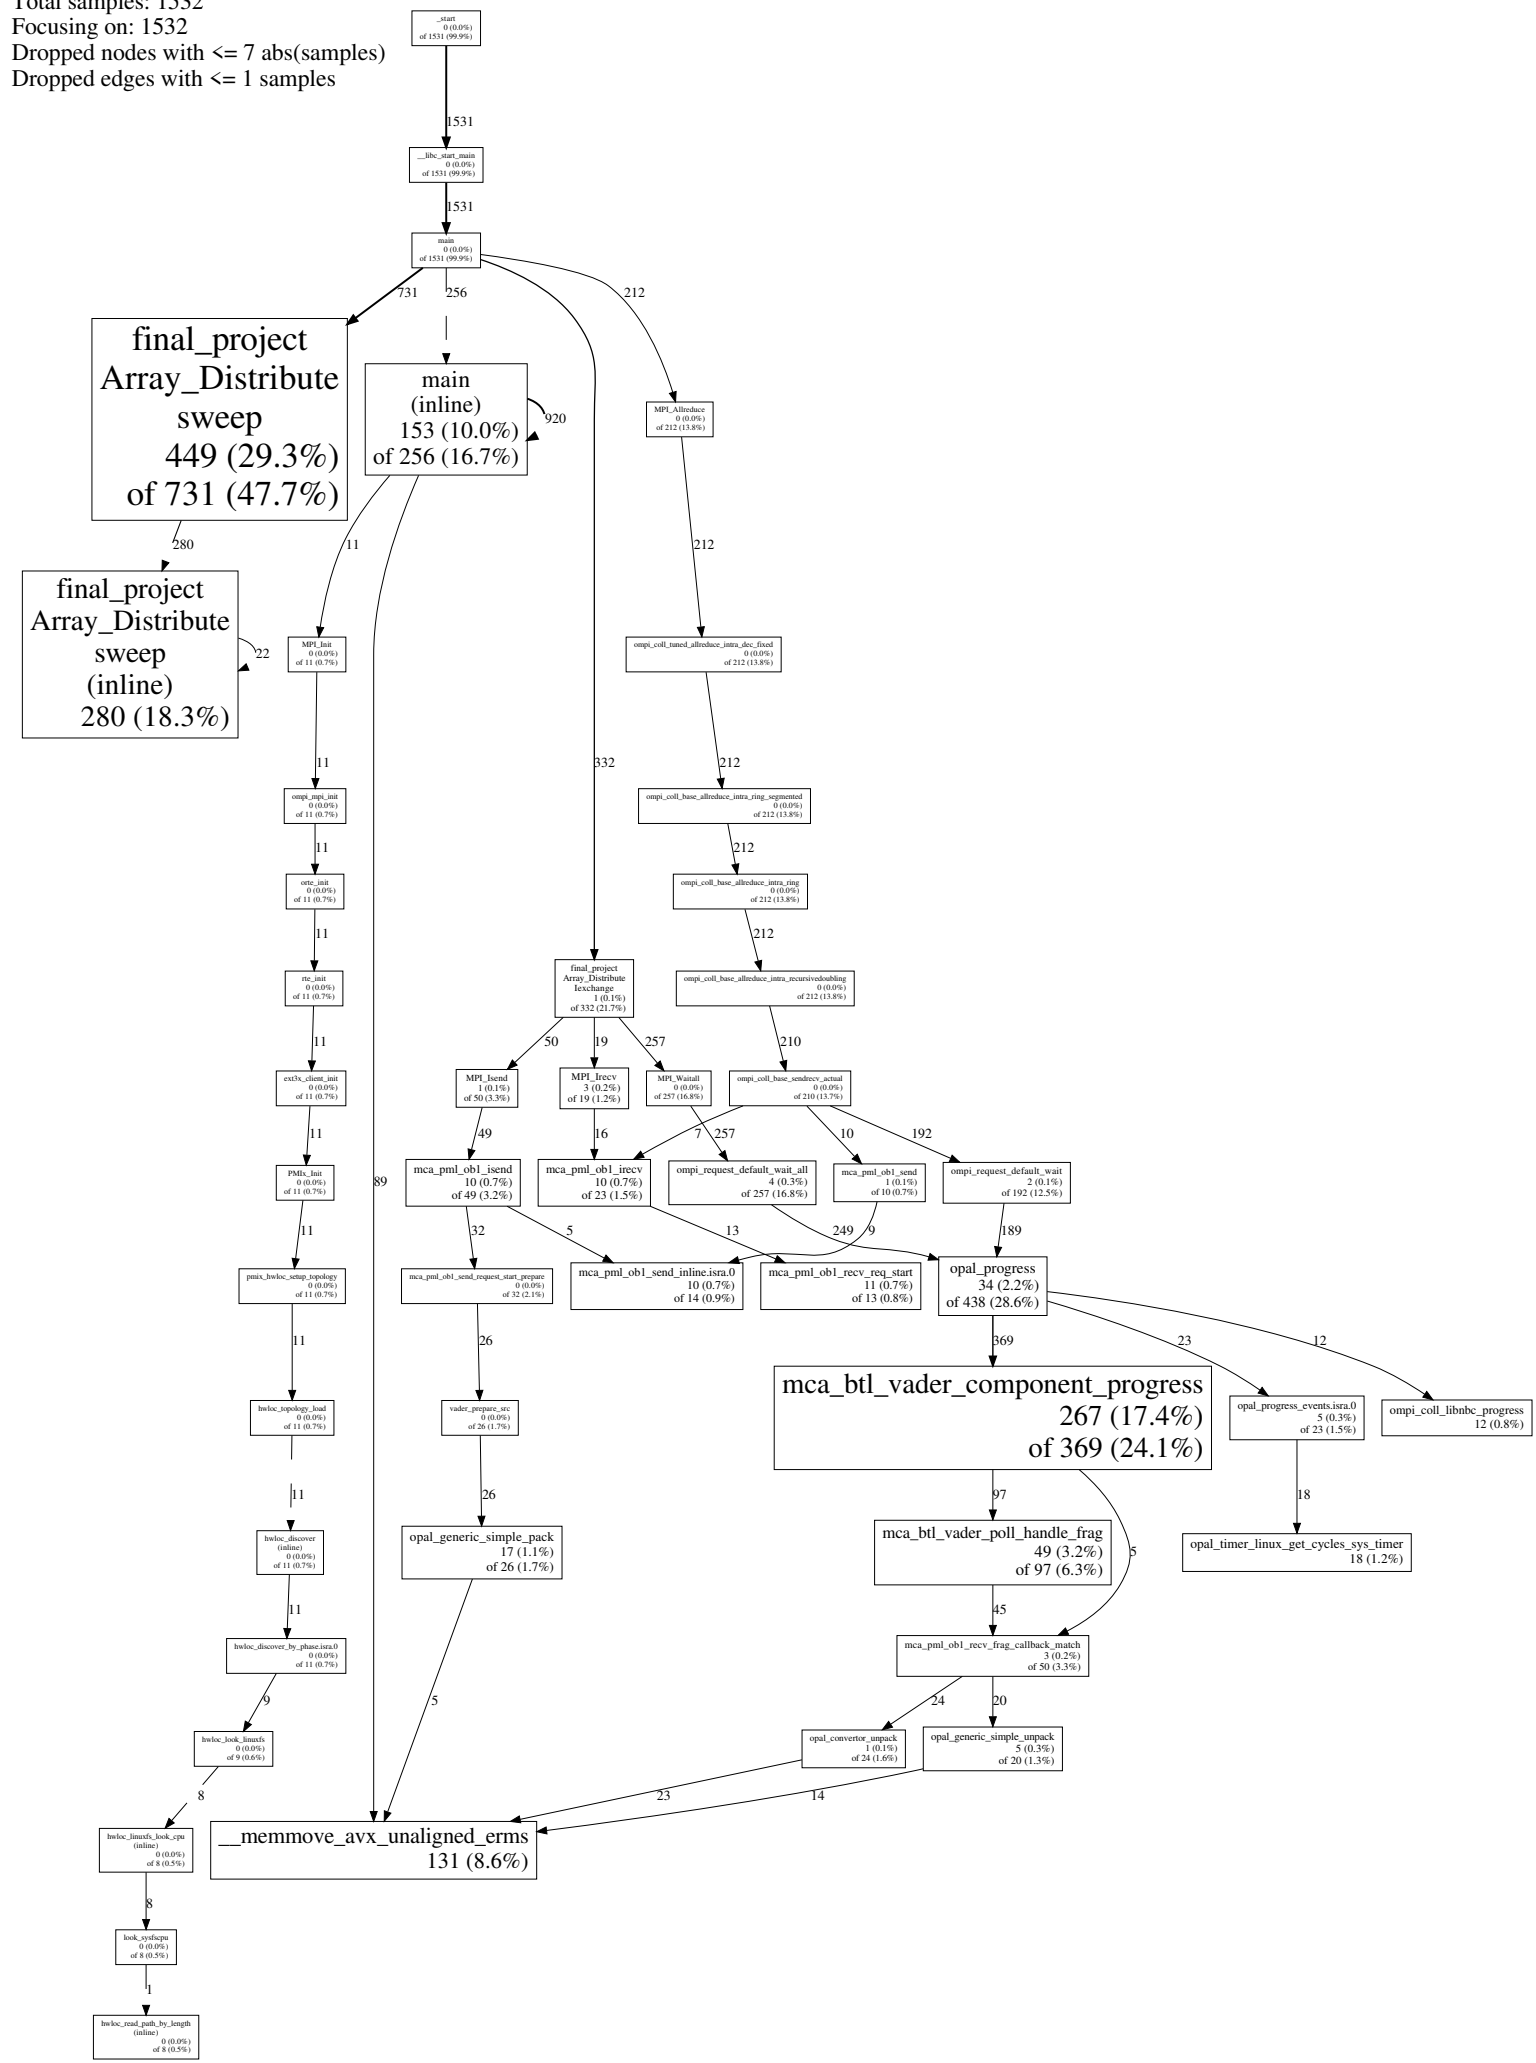 Total samples: 1532
Focusing on: 1532
Dropped nodes with <= 7 abs(samples)
Dropped edges with <= 1 samples
_start
0 (0.0%)
of 1531 (99.9%)
1531
__libc_start_main
0 (0.0%)
of 1531 (99.9%)
1531
main
0 (0.0%)
of 1531 (99.9%)
731
256
212
332
final_project
Array_Distribute
sweep
449 (29.3%)
of 731 (47.7%)
main
(inline)
153 (10.0%)
of 256 (16.7%)
920
MPI_Allreduce
0 (0.0%)
of 212 (13.8%)
280
11
212
89
final_project
Array_Distribute
sweep
(inline)
280 (18.3%)
22
MPI_Init
0 (0.0%)
of 11 (0.7%)
ompi_coll_tuned_allreduce_intra_dec_fixed
0 (0.0%)
of 212 (13.8%)
11
212
ompi_mpi_init
0 (0.0%)
of 11 (0.7%)
ompi_coll_base_allreduce_intra_ring_segmented
0 (0.0%)
of 212 (13.8%)
11
212
orte_init
0 (0.0%)
of 11 (0.7%)
ompi_coll_base_allreduce_intra_ring
0 (0.0%)
of 212 (13.8%)
11
212
rte_init
0 (0.0%)
of 11 (0.7%)
final_project
Array_Distribute
Iexchange
1 (0.1%)
of 332 (21.7%)
ompi_coll_base_allreduce_intra_recursivedoubling
0 (0.0%)
of 212 (13.8%)
11
50
19
257
210
ext3x_client_init
0 (0.0%)
of 11 (0.7%)
MPI_Isend
1 (0.1%)
of 50 (3.3%)
MPI_Irecv
3 (0.2%)
of 19 (1.2%)
MPI_Waitall
0 (0.0%)
of 257 (16.8%)
ompi_coll_base_sendrecv_actual
0 (0.0%)
of 210 (13.7%)
11
49
16
7
257
10
192
PMIx_Init
0 (0.0%)
of 11 (0.7%)
mca_pml_ob1_isend
10 (0.7%)
of 49 (3.2%)
mca_pml_ob1_irecv
10 (0.7%)
of 23 (1.5%)
ompi_request_default_wait_all
4 (0.3%)
of 257 (16.8%)
mca_pml_ob1_send
1 (0.1%)
of 10 (0.7%)
ompi_request_default_wait
2 (0.1%)
of 192 (12.5%)
11
32
5
13
249
9
189
pmix_hwloc_setup_topology
0 (0.0%)
of 11 (0.7%)
mca_pml_ob1_send_request_start_prepare
0 (0.0%)
of 32 (2.1%)
mca_pml_ob1_send_inline.isra.0
10 (0.7%)
of 14 (0.9%)
mca_pml_ob1_recv_req_start
11 (0.7%)
of 13 (0.8%)
opal_progress
34 (2.2%)
of 438 (28.6%)
11
26
369
23
12
hwloc_topology_load
0 (0.0%)
of 11 (0.7%)
vader_prepare_src
0 (0.0%)
of 26 (1.7%)
mca_btl_vader_component_progress
267 (17.4%)
of 369 (24.1%)
opal_progress_events.isra.0
5 (0.3%)
of 23 (1.5%)
ompi_coll_libnbc_progress
12 (0.8%)
11
26
97
5
18
hwloc_discover
(inline)
0 (0.0%)
of 11 (0.7%)
opal_generic_simple_pack
17 (1.1%)
of 26 (1.7%)
mca_btl_vader_poll_handle_frag
49 (3.2%)
of 97 (6.3%)
opal_timer_linux_get_cycles_sys_timer
18 (1.2%)
11
5
45
hwloc_discover_by_phase.isra.0
0 (0.0%)
of 11 (0.7%)
mca_pml_ob1_recv_frag_callback_match
3 (0.2%)
of 50 (3.3%)
9
24
20
hwloc_look_linuxfs
0 (0.0%)
of 9 (0.6%)
opal_convertor_unpack
1 (0.1%)
of 24 (1.6%)
opal_generic_simple_unpack
5 (0.3%)
of 20 (1.3%)
8
23
14
hwloc_linuxfs_look_cpu
(inline)
0 (0.0%)
of 8 (0.5%)
__memmove_avx_unaligned_erms
131 (8.6%)
8
look_sysfscpu
0 (0.0%)
of 8 (0.5%)
1
hwloc_read_path_by_length
(inline)
0 (0.0%)
of 8 (0.5%)